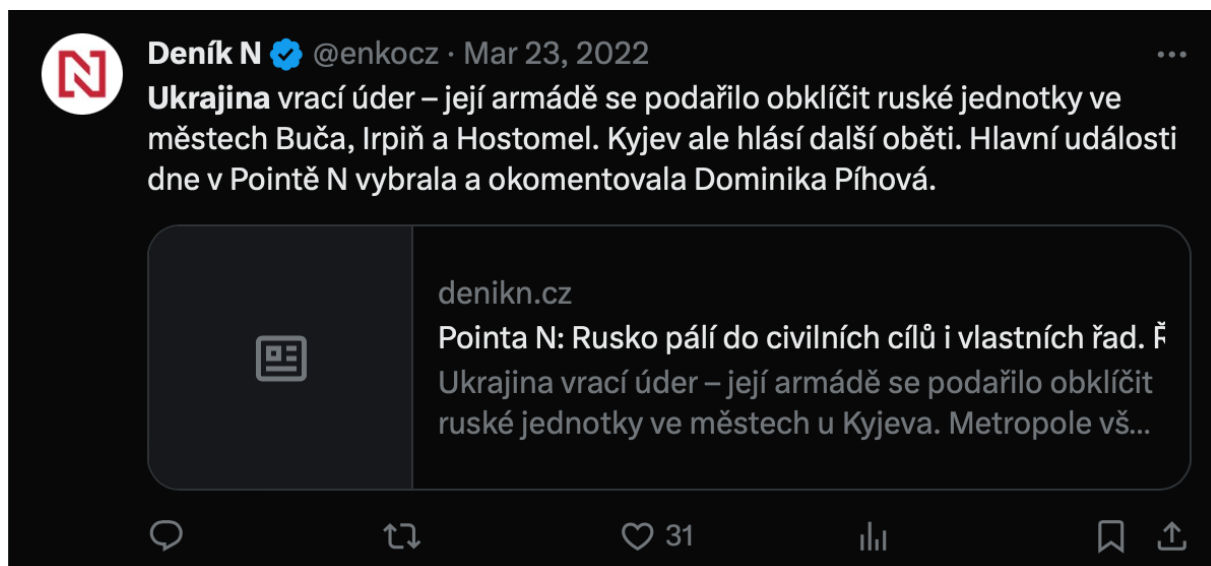 Deník N @enkocz · Mar 23, 2022
Ukrajina vrací úder – její armádě se podařilo obklíčit ruské jednotky ve
městech Buča, Irpiň a Hostomel. Kyjev ale hlásí další oběti. Hlavní události
dne v Pointě N vybrala a okomentovala Dominika Píhová.
denikn.cz
Pointa N: Rusko pálí do civilních cílů i vlastních řad. Ř
Ukrajina vrací úder – její armádě se podařilo obklíčit
ruské jednotky ve městech u Kyjeva. Metropole vš...
31